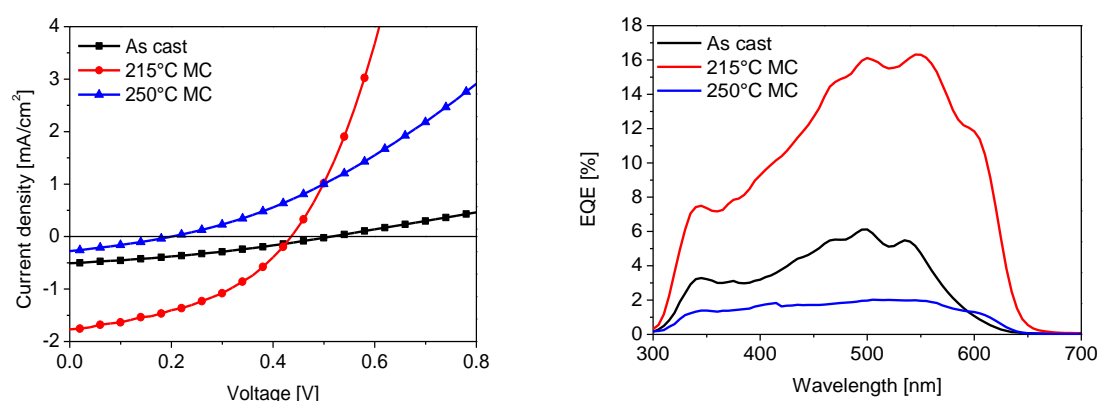 4
3
2
1
0
-1
-2
Current density [mA/cm²]
As cast
215°C MC
250°C MC
0.0 0.2 0.4 0.6 0.8
Voltage [V]
18
16
14
12
10
8
6
4
2
0
EQE [%]
As cast
215°C MC
250°C MC
300 400 500 600 700
Wavelength [nm]